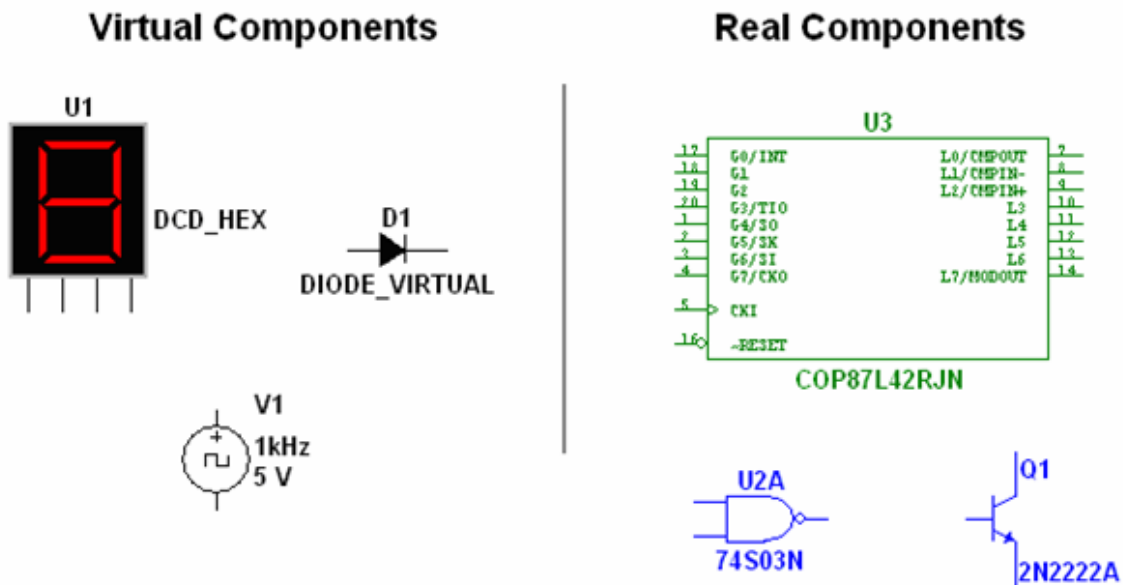 Virtual Components
Real Components
U1
DCD_HEX
D1
DIODE_VIRTUAL
V1
1kHz
5 V
U3
17 G0/INT L0/CMPOUT 7
18 G1 L1/CMPIN- 8
19 G2 L2/CMPIN+ 9
20 G3/TIO L3 10
1 G4/SO L4 11
2 G5/SK L5 12
3 G6/SI L6 13
4 G7/CKO L7/MODOUT 14
5 CKI
16 ~RESET
COP87L42RJN
U2A
74S03N
Q1
2N2222A